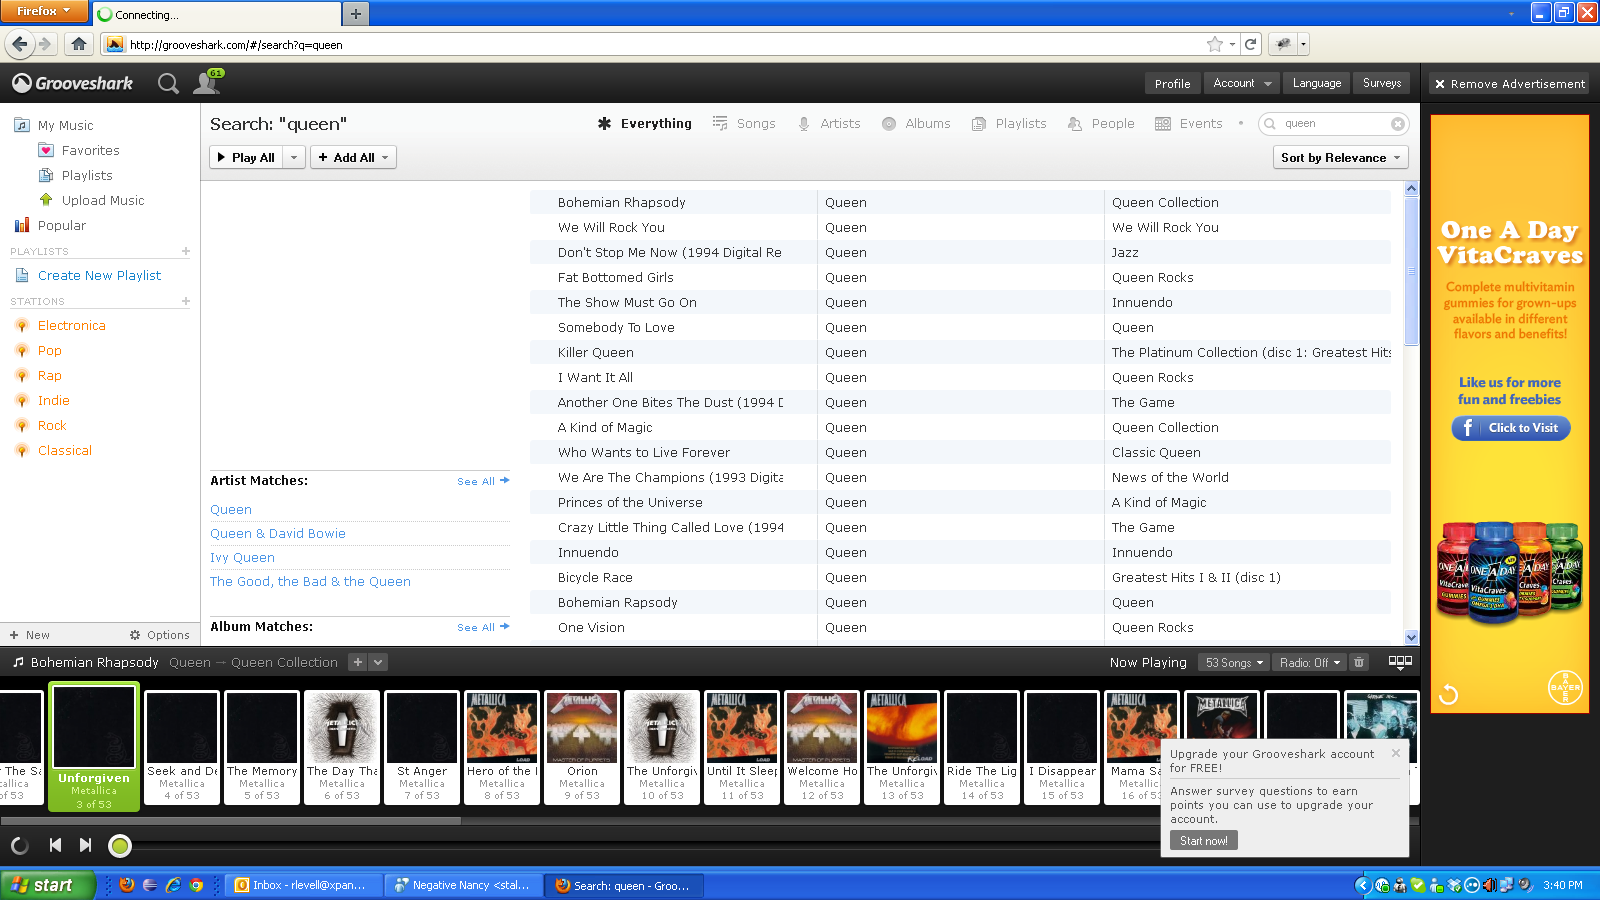 Firefox
Connecting...
http://grooveshark.com/#/search?q=queen
Grooveshark
61
Profile
Account
Language
Surveys
Remove Advertisement
My Music
Favorites
Playlists
Upload Music
Popular
PLAYLISTS
Create New Playlist
STATIONS
Electronica
Pop
Rap
Indie
Rock
Classical
+ New
Options
Search: "queen"
Everything
Songs
Artists
Albums
Playlists
People
Events
queen
Play All
+ Add All
Sort by Relevance
Bohemian Rhapsody Queen Queen Collection
We Will Rock You Queen We Will Rock You
Don't Stop Me Now (1994 Digital Re Queen Jazz
Fat Bottomed Girls Queen Queen Rocks
The Show Must Go On Queen Innuendo
Somebody To Love Queen Queen
Killer Queen Queen The Platinum Collection (disc 1: Greatest Hits
I Want It All Queen Queen Rocks
Another One Bites The Dust (1994 D Queen The Game
A Kind of Magic Queen Queen Collection
Who Wants to Live Forever Queen Classic Queen
We Are The Champions (1993 Digita Queen News of the World
Princes of the Universe Queen A Kind of Magic
Crazy Little Thing Called Love (1994 Queen The Game
Innuendo Queen Innuendo
Bicycle Race Queen Greatest Hits I & II (disc 1)
Bohemian Rapsody Queen Queen
One Vision Queen Queen Rocks
Artist Matches:
See All
Queen
Queen & David Bowie
Ivy Queen
The Good, the Bad & the Queen
Album Matches:
See All
One A Day
VitaCraves
Complete multivitamin
gummies for grown-ups
available in different
flavors and benefits!
Like us for more
fun and freebies
f Click to Visit
ONE A DAY
VitaCraves
BAYER
Bohemian Rhapsody Queen → Queen Collection
Now Playing
53 Songs
Radio: Off
r The Sa
llica
of 53
Unforgiven
Metallica
3 of 53
Seek and De
Metallica
4 of 53
The Memory
Metallica
5 of 53
The Day Tha
Metallica
6 of 53
St Anger
Metallica
7 of 53
Hero of the I
Metallica
8 of 53
Orion
Metallica
9 of 53
The Unforgiv
Metallica
10 of 53
Until It Sleep
Metallica
11 of 53
Welcome Ho
Metallica
12 of 53
The Unforgiv
Metallica
13 of 53
Ride The Lig
Metallica
14 of 53
I Disappear
Metallica
15 of 53
Mama Sa
Metallica
16 of 5
Upgrade your Grooveshark account
for FREE!
Answer survey questions to earn
points you can use to upgrade your
account.
Start now!
start
Inbox - rlevell@xpan...
Negative Nancy <stal...
Search: queen - Groo...
3:40 PM